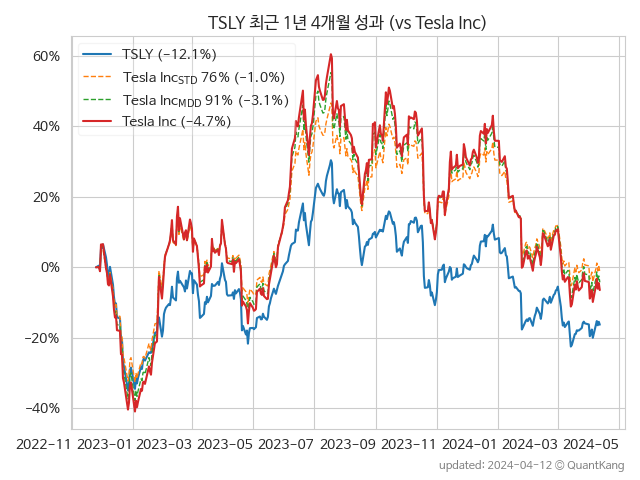 TSLY 최근 1년 4개월 성과 (vs Tesla Inc)
TSLY (−12.1%)
Tesla Inc_STD 76% (−1.0%)
Tesla Inc_MDD 91% (−3.1%)
Tesla Inc (−4.7%)
60%
40%
20%
0%
−20%
−40%
2022−11 2023−01 2023−03 2023−05 2023−07 2023−09 2023−11 2024−01 2024−03 2024−05
updated: 2024−04−12 © QuantKang